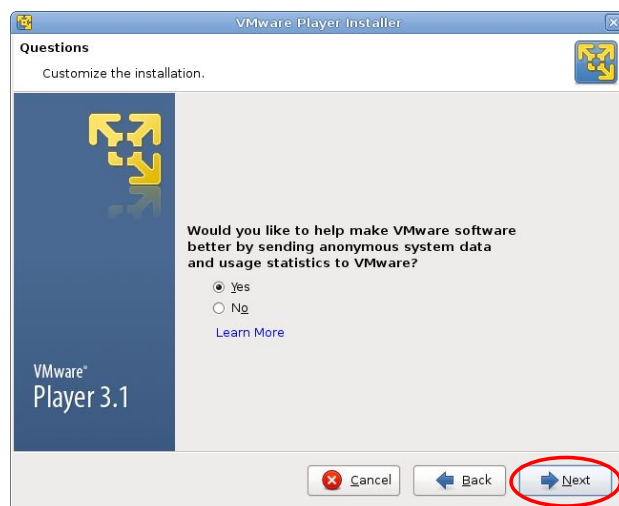 VMware Player Installer
Questions
Customize the installation.
Would you like to help make VMware software
better by sending anonymous system data
and usage statistics to VMware?
Yes
No
Learn More
VMware®
Player 3.1
Cancel
Back
Next